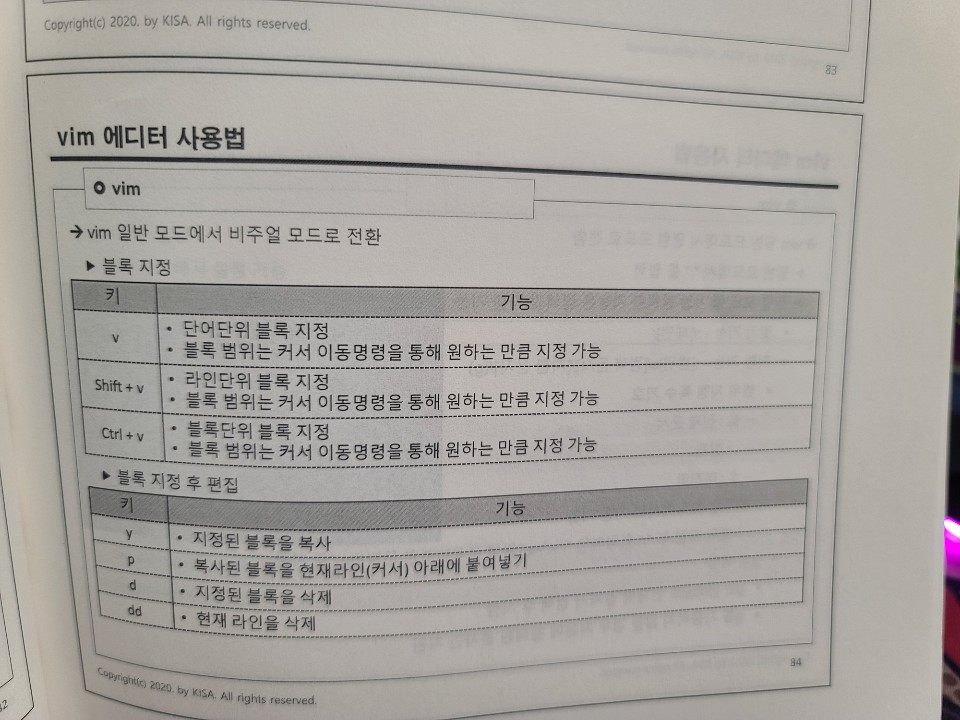 Copyright(c) 2020. by KISA. All rights reserved.
83
vim 에디터 사용법
vim
→ vim 일반 모드에서 비주얼 모드로 전환
▶ 블록 지정
키 기능
v
• 단어단위 블록 지정
• 블록 범위는 커서 이동명령을 통해 원하는 만큼 지정 가능
Shift + v
• 라인단위 블록 지정
• 블록 범위는 커서 이동명령을 통해 원하는 만큼 지정 가능
Ctrl + v
• 블록단위 블록 지정
• 블록 범위는 커서 이동명령을 통해 원하는 만큼 지정 가능
▶ 블록 지정 후 편집
키 기능
y • 지정된 블록을 복사
p • 복사된 블록을 현재라인(커서) 아래에 붙여넣기
d • 지정된 블록을 삭제
dd • 현재 라인을 삭제
84
Copyright(c) 2020. by KISA. All rights reserved.